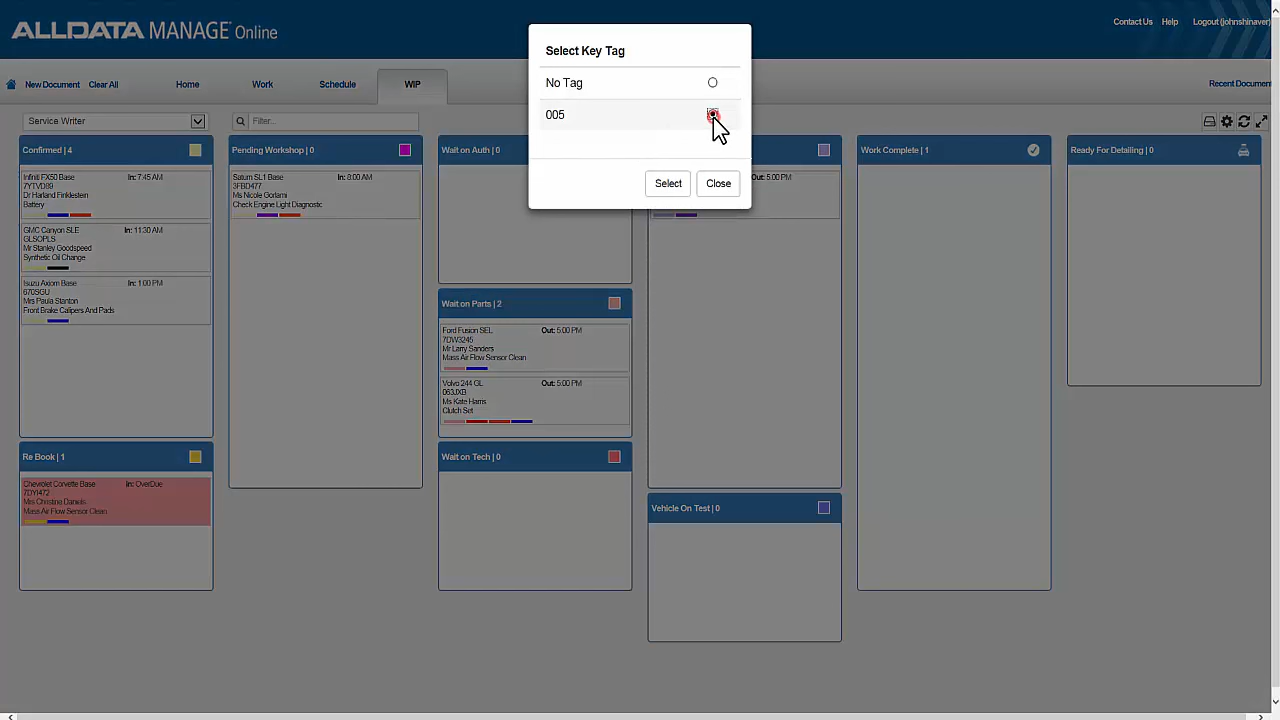 ALLDATA MANAGE® Online
Contact Us Help Logout (johnshinaver)
New Document Clear All Home Work Schedule WIP Recent Document
Select Key Tag
No Tag
005
Select Close
Service Writer
Filter...
Confirmed | 4
Infiniti FX50 Base In: 7:45 AM
7YTVD89
Dr Harland Finklestein
Battery
GMC Canyon SLE In: 11:30 AM
GLSOPLS
Mr Stanley Goodspeed
Synthetic Oil Change
Isuzu Axiom Base In: 1:00 PM
670SGU
Mrs Paula Stanton
Front Brake Calipers And Pads
Re Book | 1
Chevrolet Corvette Base In: OverDue
7DYI472
Mrs Christine Daniels
Mass Air Flow Sensor Clean
Pending Workshop | 0
Saturn SL1 Base In: 8:00 AM
3FBD477
Ms Nicole Gorlami
Check Engine Light Diagnostic
Wait on Auth | 0
Wait on Parts | 2
Ford Fusion SEL Out: 5:00 PM
7DW3245
Mr Larry Sanders
Mass Air Flow Sensor Clean
Volvo 244 GL Out: 5:00 PM
063JXB
Ms Kate Harris
Clutch Set
Wait on Tech | 0
Out: 5:00 PM
Vehicle On Test | 0
Work Complete | 1
Ready For Detailing | 0